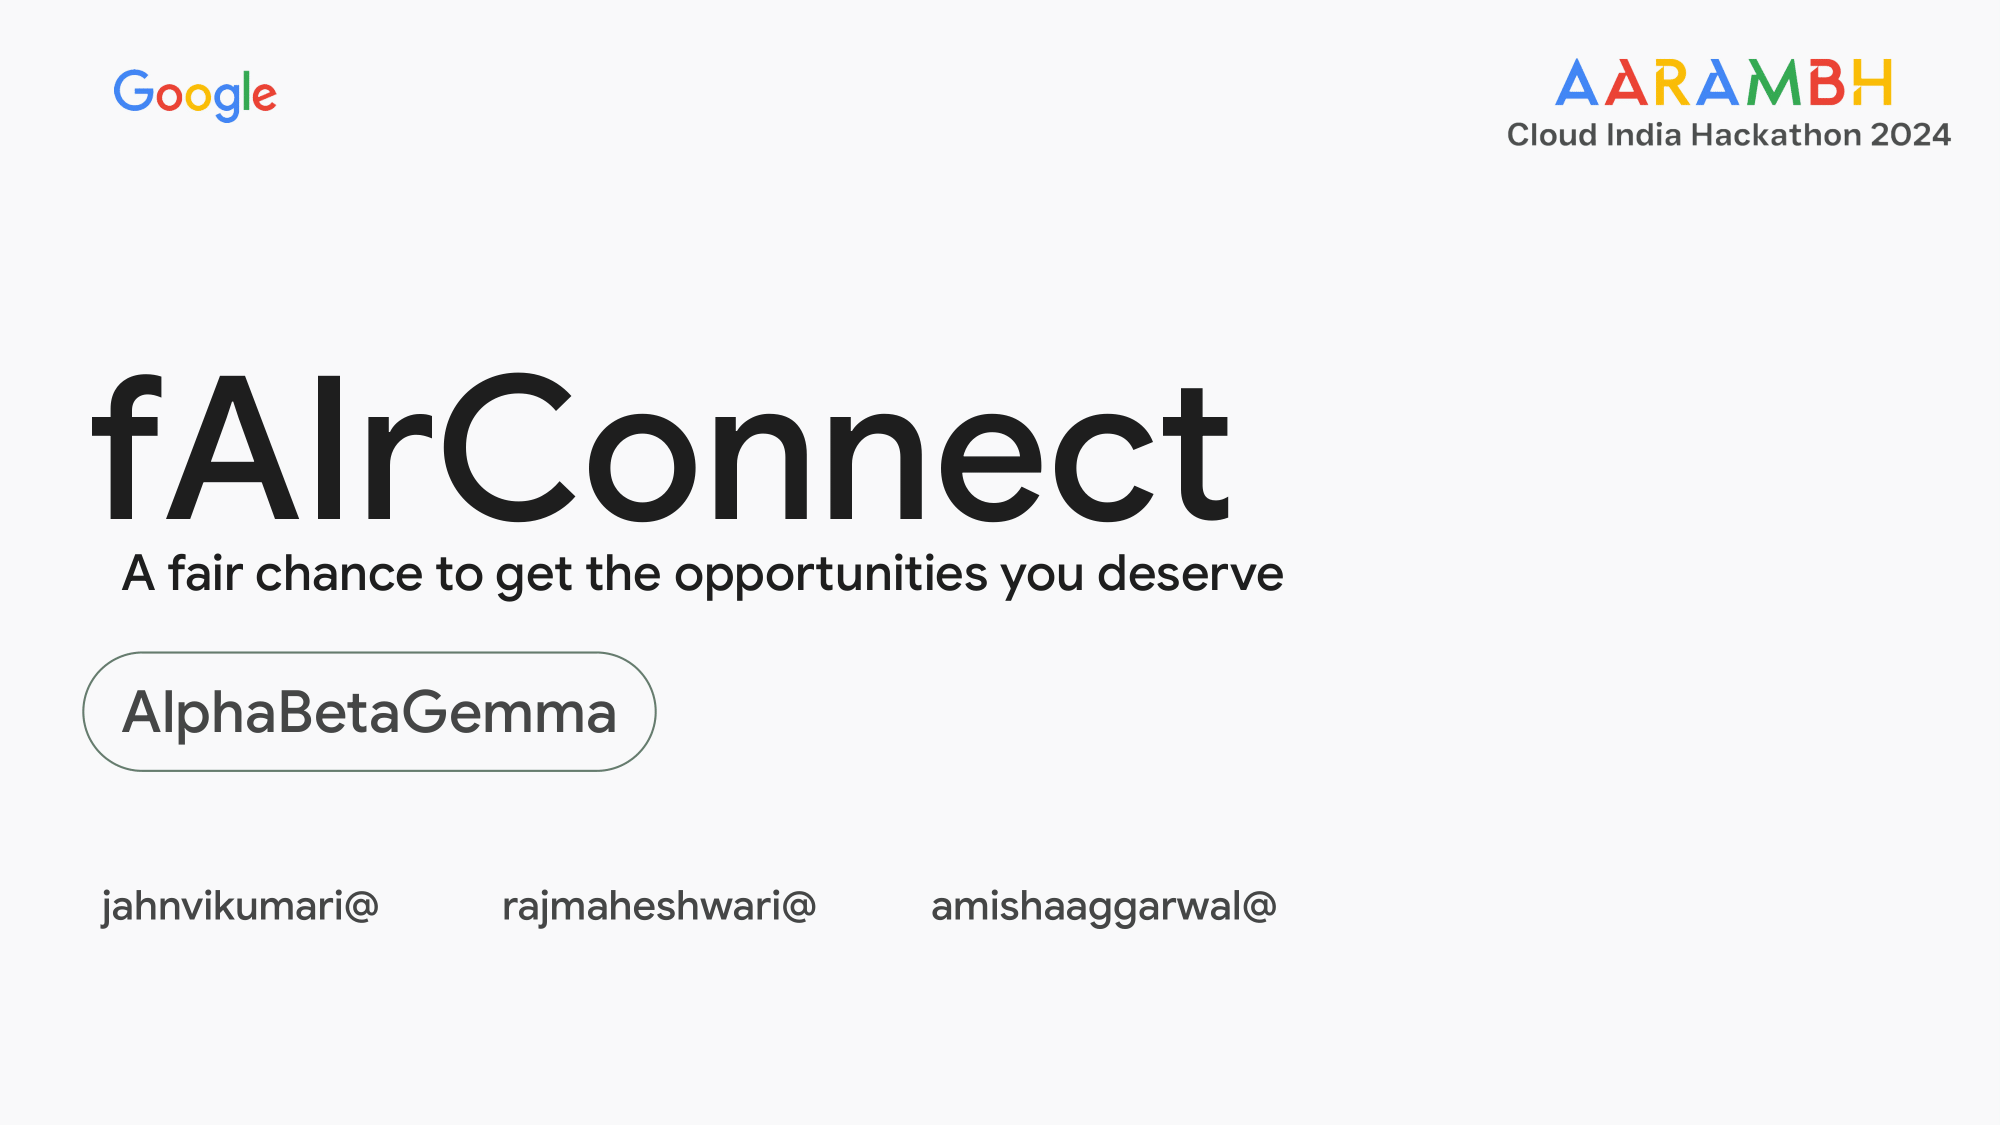 Google
AARAMBH
Cloud India Hackathon 2024
fAIrConnect
A fair chance to get the opportunities you deserve
AlphaBetaGemma
jahnvikumari@ rajmaheshwari@ amishaaggarwal@